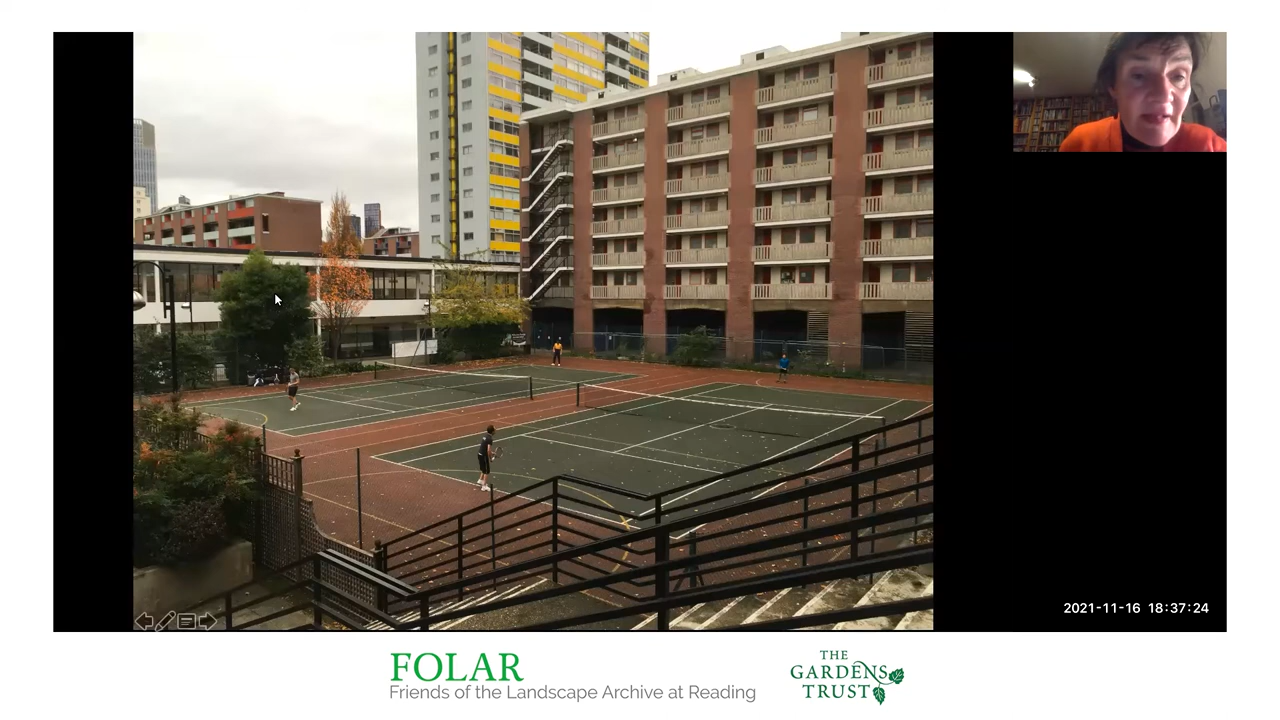 2021-11-16 18:37:24
FOLAR
Friends of the Landscape Archive at Reading
THE
GARDENS
TRUST